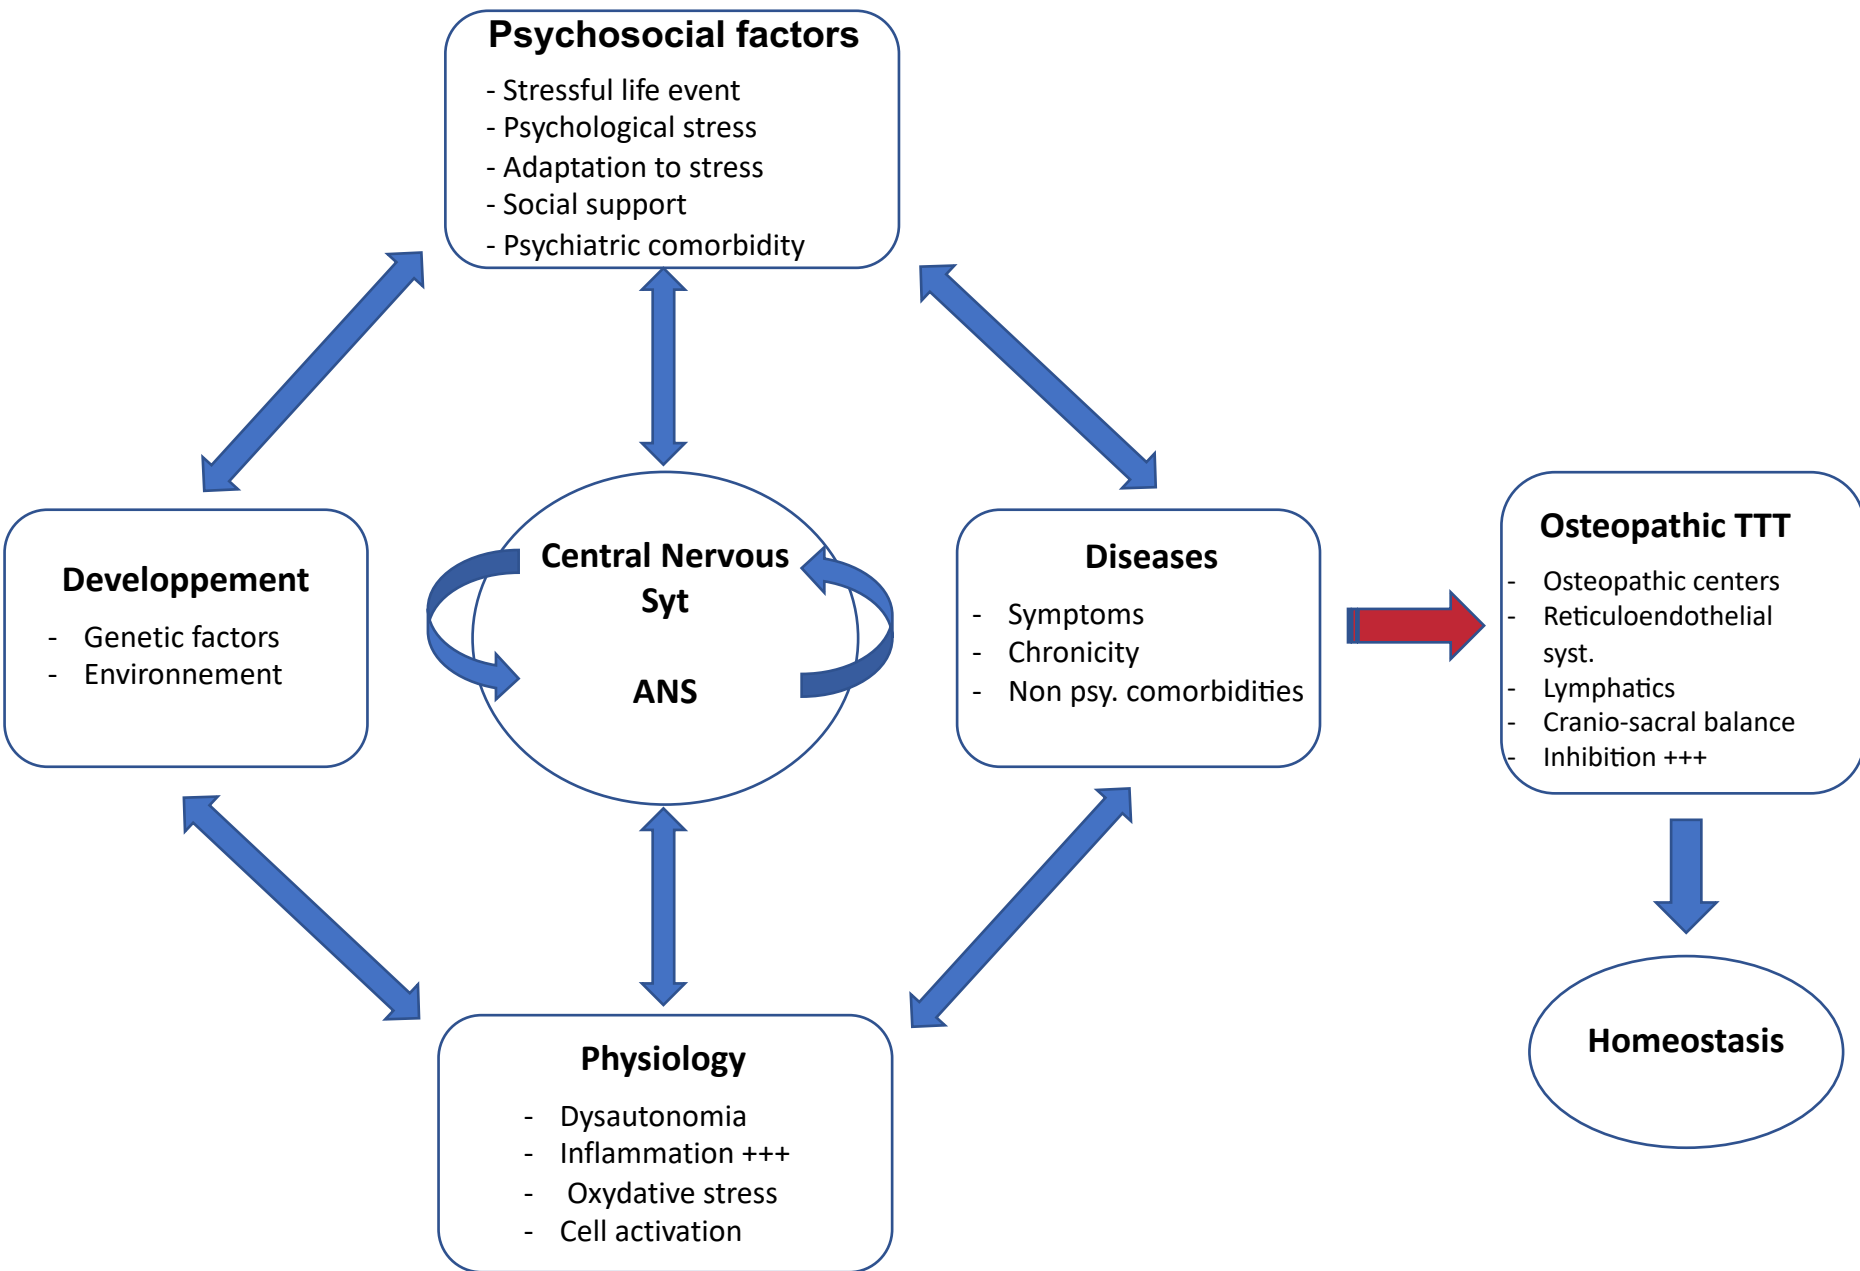 Psychosocial factors
- Stressful life event
- Psychological stress
- Adaptation to stress
- Social support
- Psychiatric comorbidity
Developpement
- Genetic factors
- Environnement
Central Nervous
Syt
ANS
Diseases
- Symptoms
- Chronicity
- Non psy. comorbidities
Osteopathic TTT
- Osteopathic centers
- Reticuloendothelial
syst.
- Lymphatics
- Cranio-sacral balance
- Inhibition +++
Homeostasis
Physiology
- Dysautonomia
- Inflammation +++
- Oxydative stress
- Cell activation